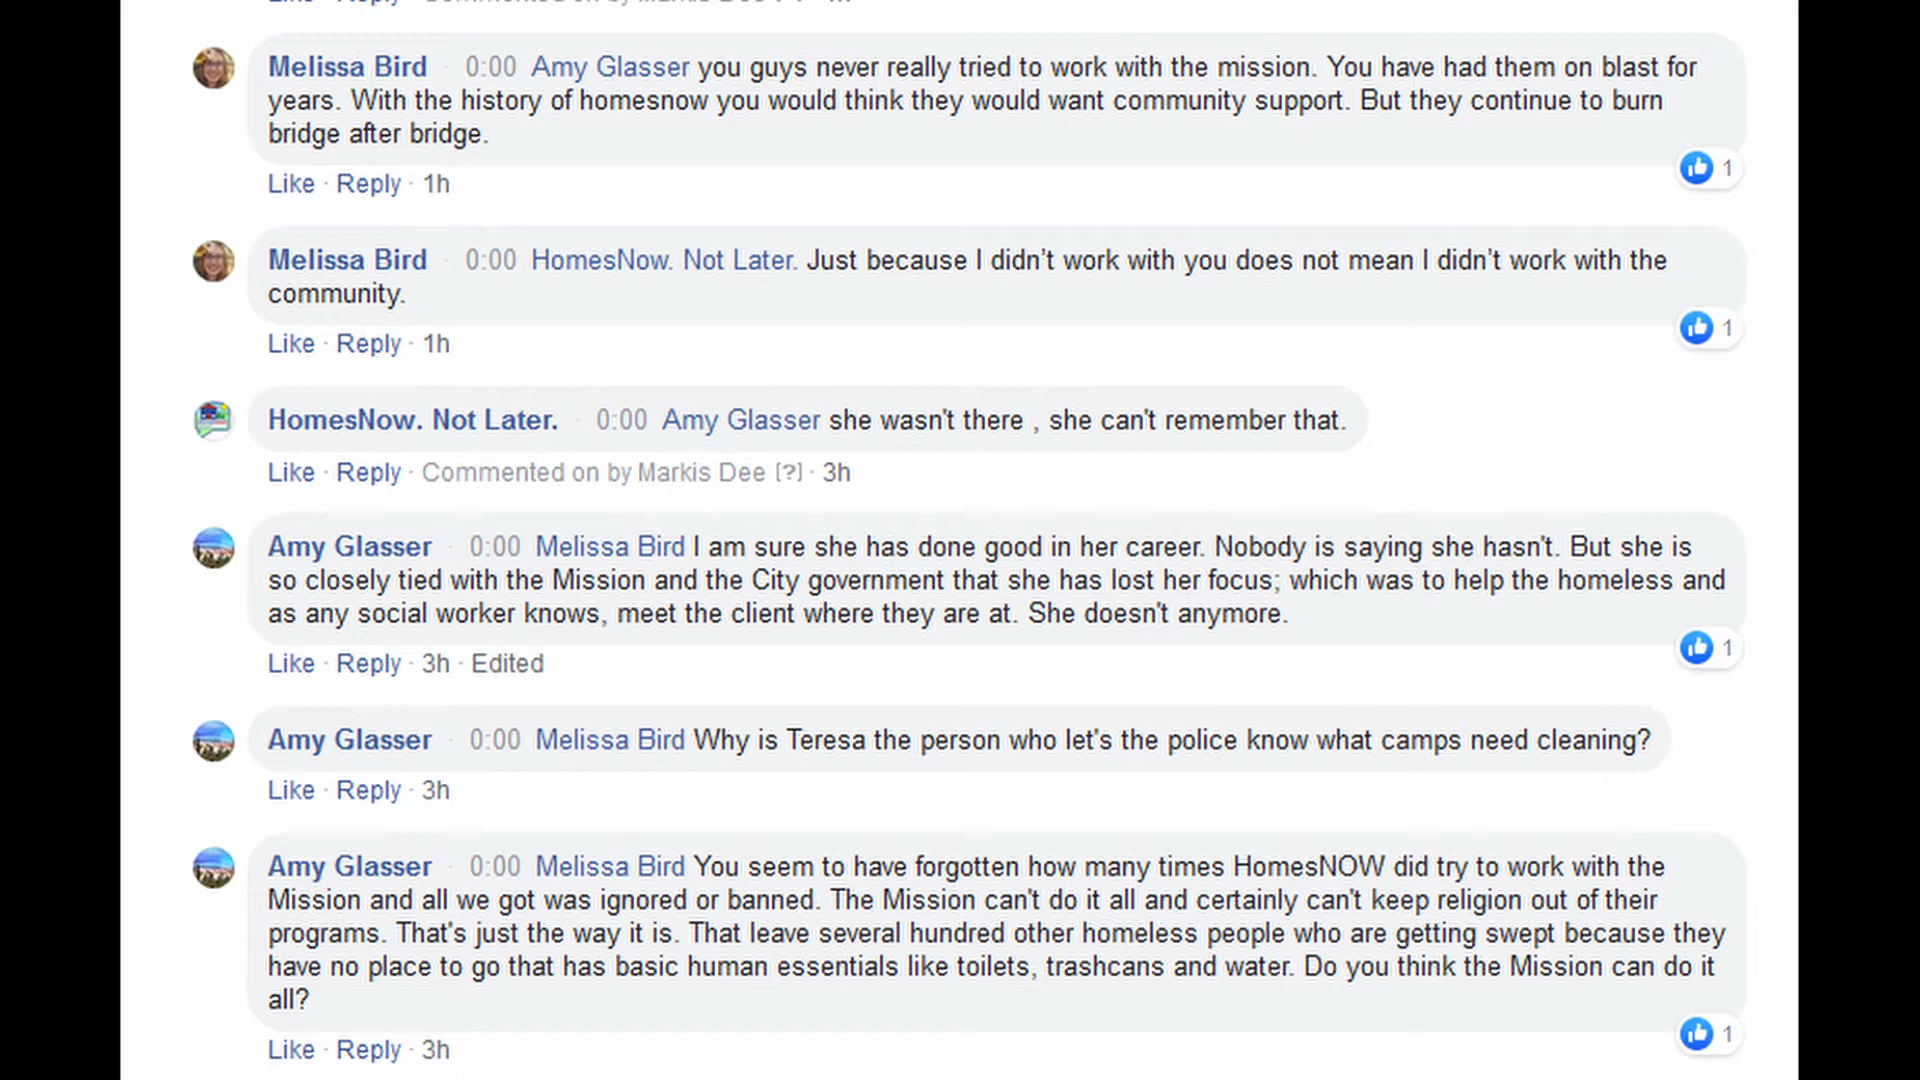 Melissa Bird · 0:00 Amy Glasser you guys never really tried to work with the mission. You have had them on blast for
years. With the history of homesnow you would think they would want community support. But they continue to burn
bridge after bridge.
1
Like · Reply · 1h
Melissa Bird · 0:00 HomesNow. Not Later. Just because I didn't work with you does not mean I didn't work with the
community.
1
Like · Reply · 1h
HomesNow. Not Later. · 0:00 Amy Glasser she wasn't there , she can't remember that.
Like · Reply · Commented on by Markis Dee [?] · 3h
Amy Glasser · 0:00 Melissa Bird I am sure she has done good in her career. Nobody is saying she hasn't. But she is
so closely tied with the Mission and the City government that she has lost her focus; which was to help the homeless and
as any social worker knows, meet the client where they are at. She doesn't anymore.
1
Like · Reply · 3h · Edited
Amy Glasser · 0:00 Melissa Bird Why is Teresa the person who let's the police know what camps need cleaning?
Like · Reply · 3h
Amy Glasser · 0:00 Melissa Bird You seem to have forgotten how many times HomesNOW did try to work with the
Mission and all we got was ignored or banned. The Mission can't do it all and certainly can't keep religion out of their
programs. That's just the way it is. That leave several hundred other homeless people who are getting swept because they
have no place to go that has basic human essentials like toilets, trashcans and water. Do you think the Mission can do it
all?
1
Like · Reply · 3h